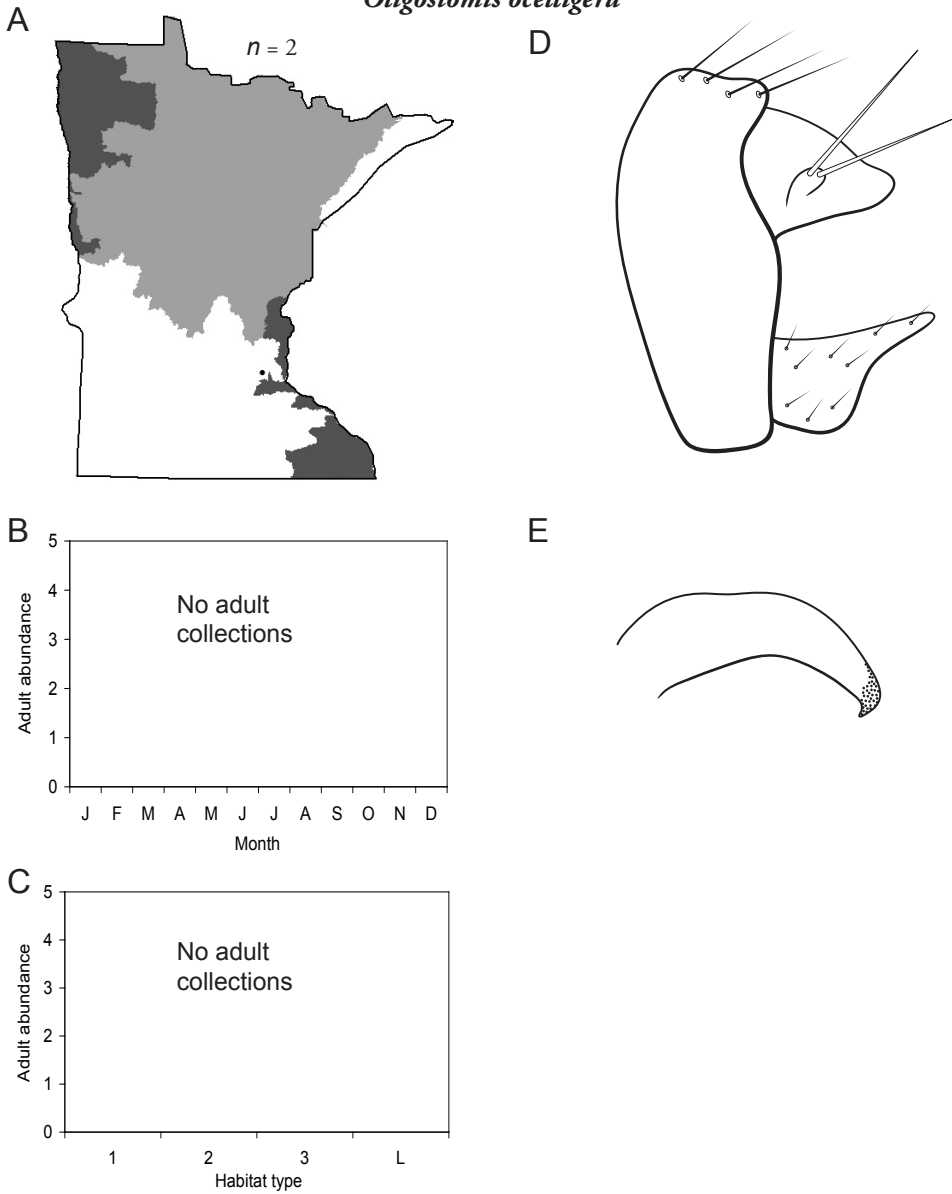 Oligostomis ocelligera
A
n = 2
D
B
5
4
3
2
1
0
Adult abundance
No adult
collections
J F M A M J J A S O N D
Month
E
C
5
4
3
2
1
0
Adult abundance
No adult
collections
1 2 3 L
Habitat type